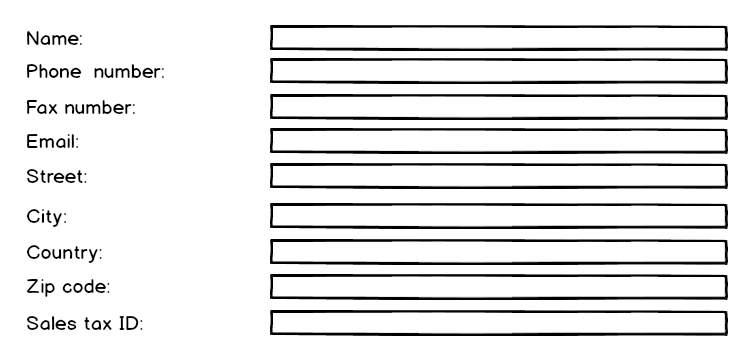 Name:
Phone number:
Fax number:
Email:
Street:
City:
Country:
Zip code:
Sales tax ID: